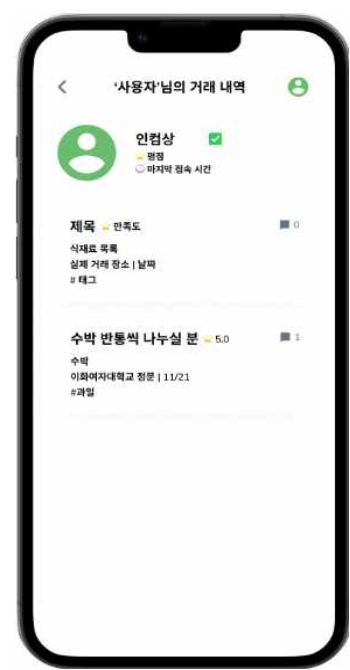 ‘사용자’님의 거래 내역
인컴상
평점
마지막 접속 시간
제목 만족도 0
식재료 목록
실제 거래 장소 | 날짜
# 태그
수박 반통씩 나누실 분 5.0 1
수박
이화여자대학교 정문 | 11/21
#과일